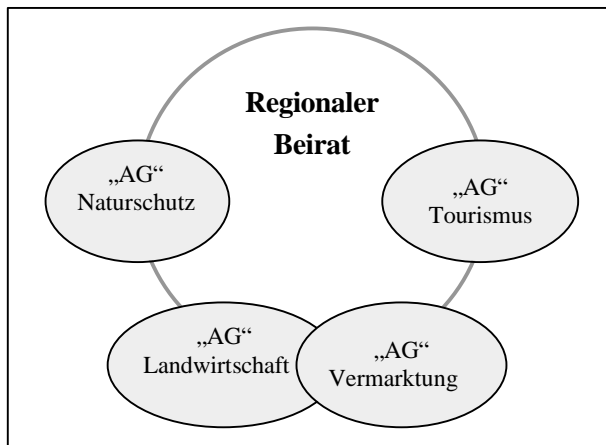 Regionaler
Beirat
„AG“
Naturschutz
„AG“
Tourismus
„AG“
Landwirtschaft
„AG“
Vermarktung